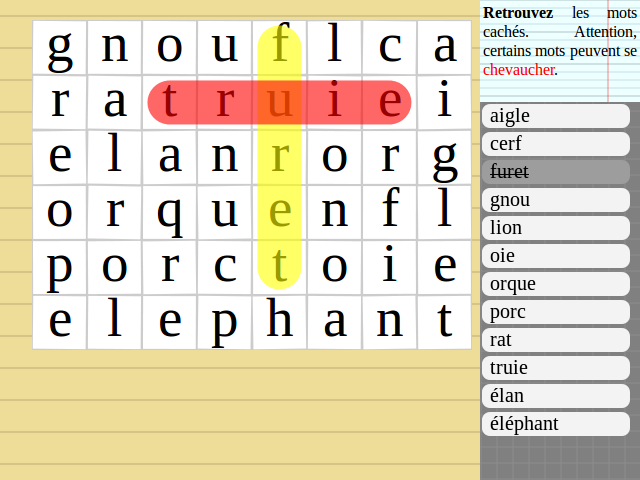 g n o u f l c a
r a t r u i e i
e l a n r o r g
o r q u e n f l
p o r c t o i e
e l e p h a n t
Retrouvez les mots
cachés. Attention,
certains mots peuvent se
chevaucher.
aigle
cerf
furet
gnou
lion
oie
orque
porc
rat
truie
élan
éléphant